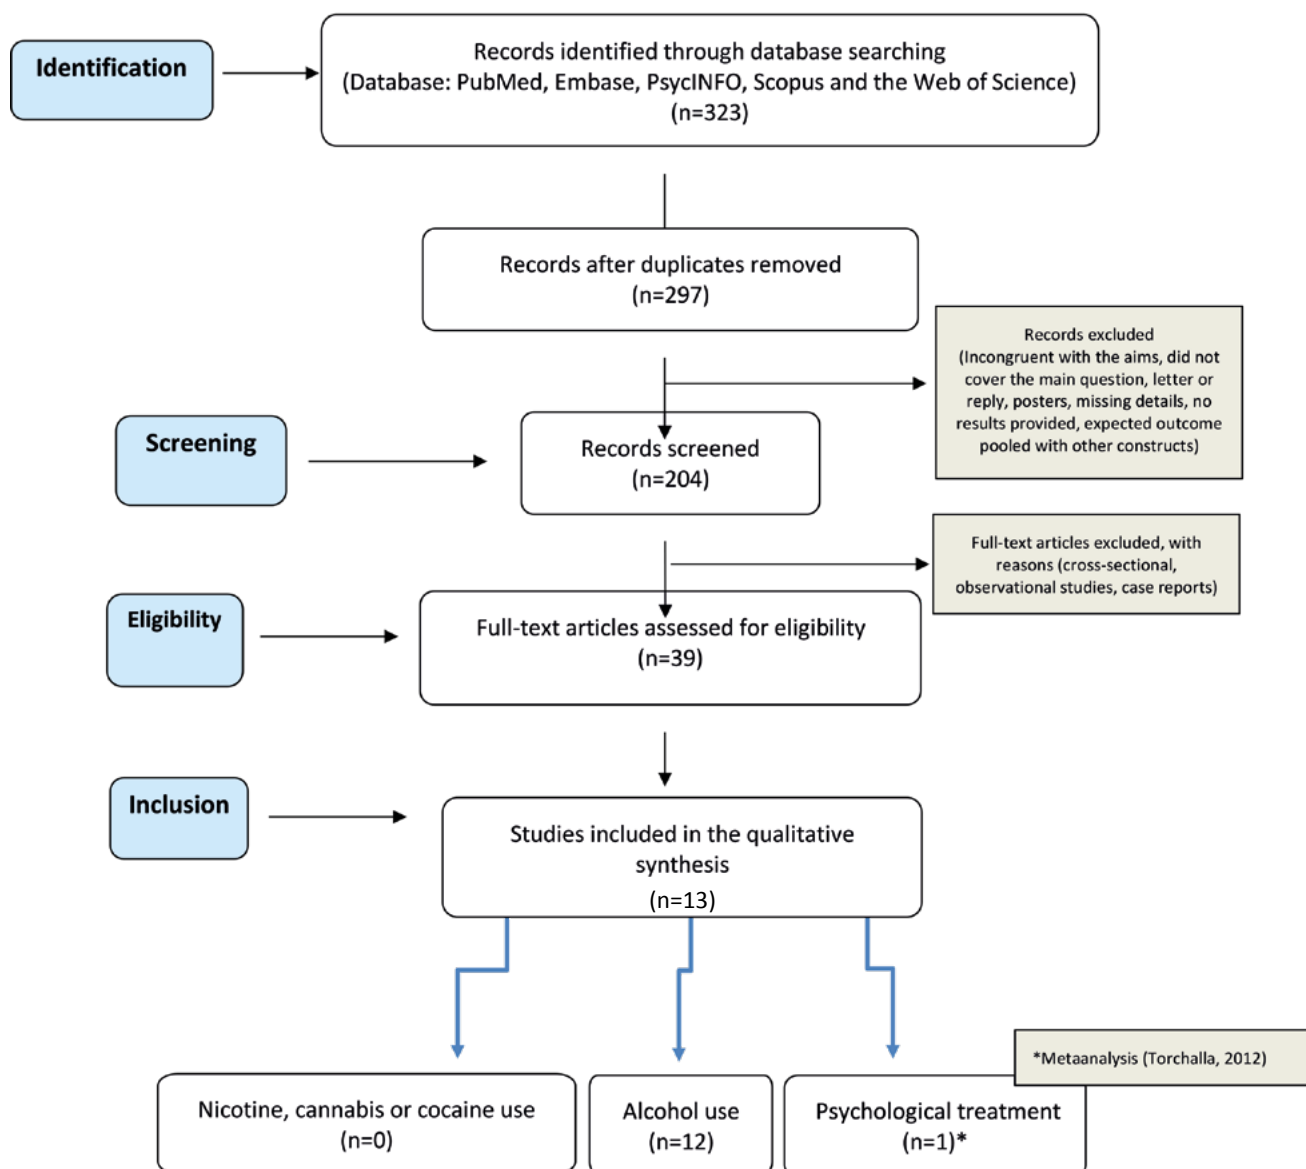 Identification
Records identified through database searching
(Database: PubMed, Embase, PsycINFO, Scopus and the Web of Science)
(n=323)
Records after duplicates removed
(n=297)
Records excluded
(Incongruent with the aims, did not
cover the main question, letter or
reply, posters, missing details, no
results provided, expected outcome
pooled with other constructs)
Screening
Records screened
(n=204)
Full-text articles excluded, with
reasons (cross-sectional,
observational studies, case reports)
Eligibility
Full-text articles assessed for eligibility
(n=39)
Inclusion
Studies included in the qualitative
synthesis
(n=13)
*Metaanalysis (Torchalla, 2012)
Nicotine, cannabis or cocaine use
(n=0)
Alcohol use
(n=12)
Psychological treatment
(n=1)*